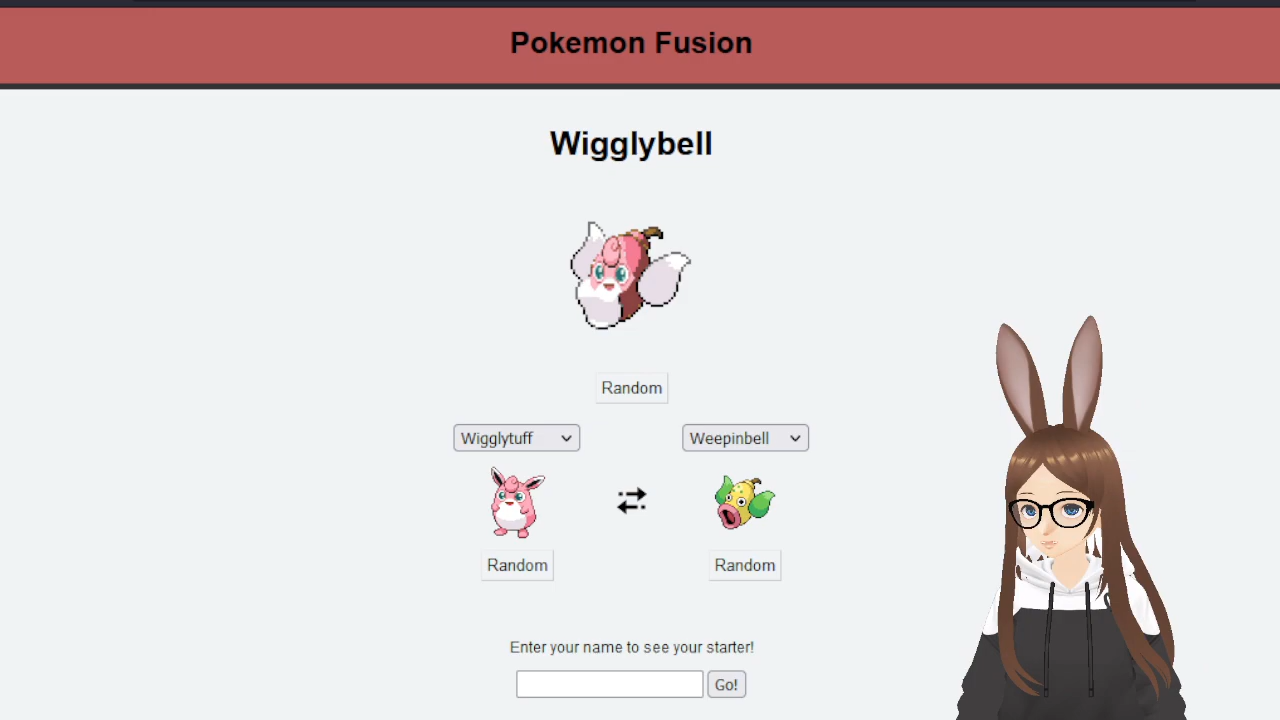 Pokemon Fusion
Wigglybell
Random
Wigglytuff
Weepinbell
Random
Random
Enter your name to see your starter!
Go!